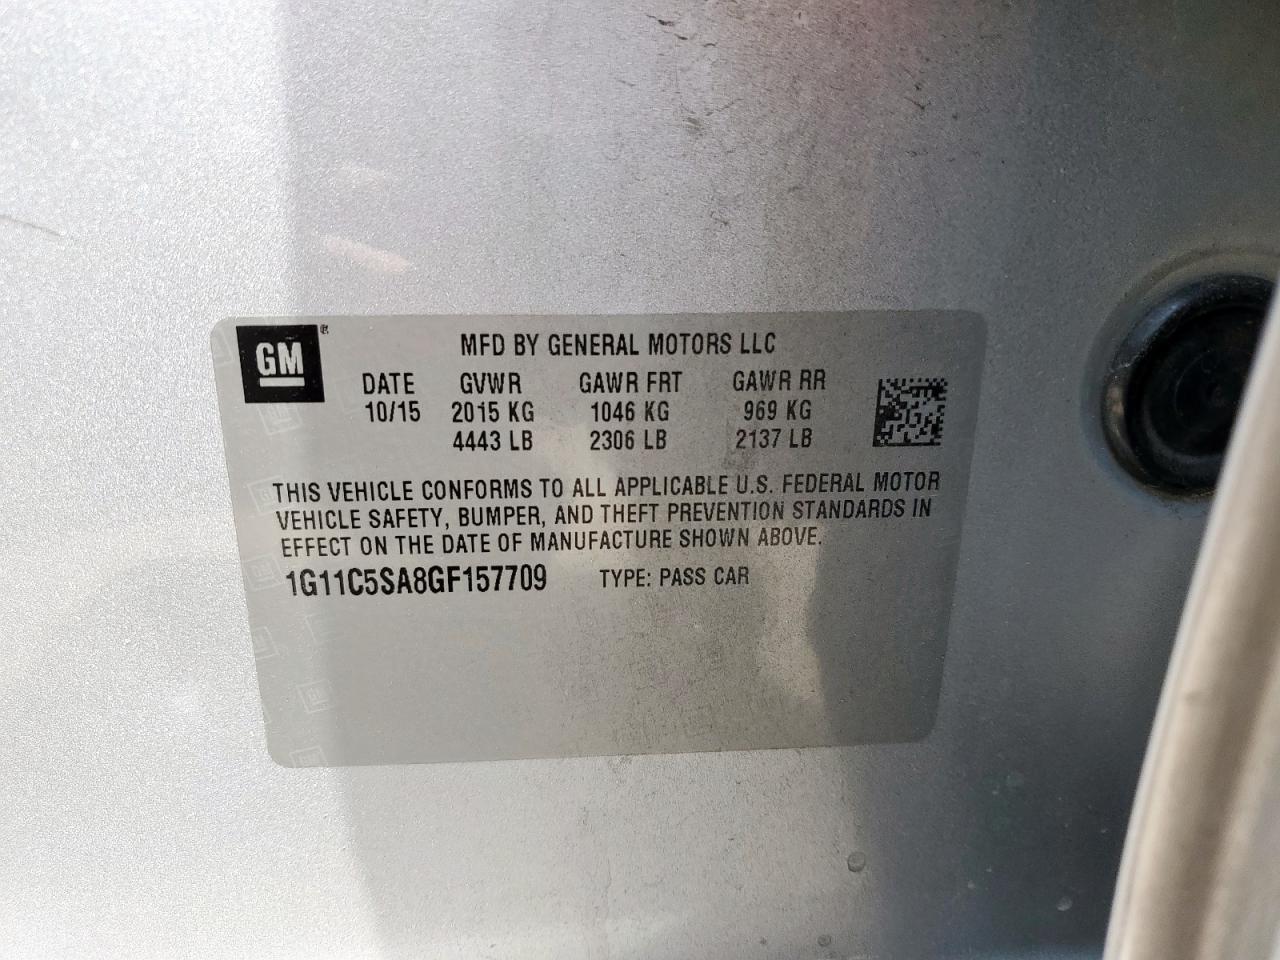 GM®
MFD BY GENERAL MOTORS LLC
DATE GVWR GAWR FRT GAWR RR
10/15 2015 KG 1046 KG 969 KG
4443 LB 2306 LB 2137 LB
THIS VEHICLE CONFORMS TO ALL APPLICABLE U.S. FEDERAL MOTOR
VEHICLE SAFETY, BUMPER, AND THEFT PREVENTION STANDARDS IN
EFFECT ON THE DATE OF MANUFACTURE SHOWN ABOVE.
1G11C5SA8GF157709 TYPE: PASS CAR